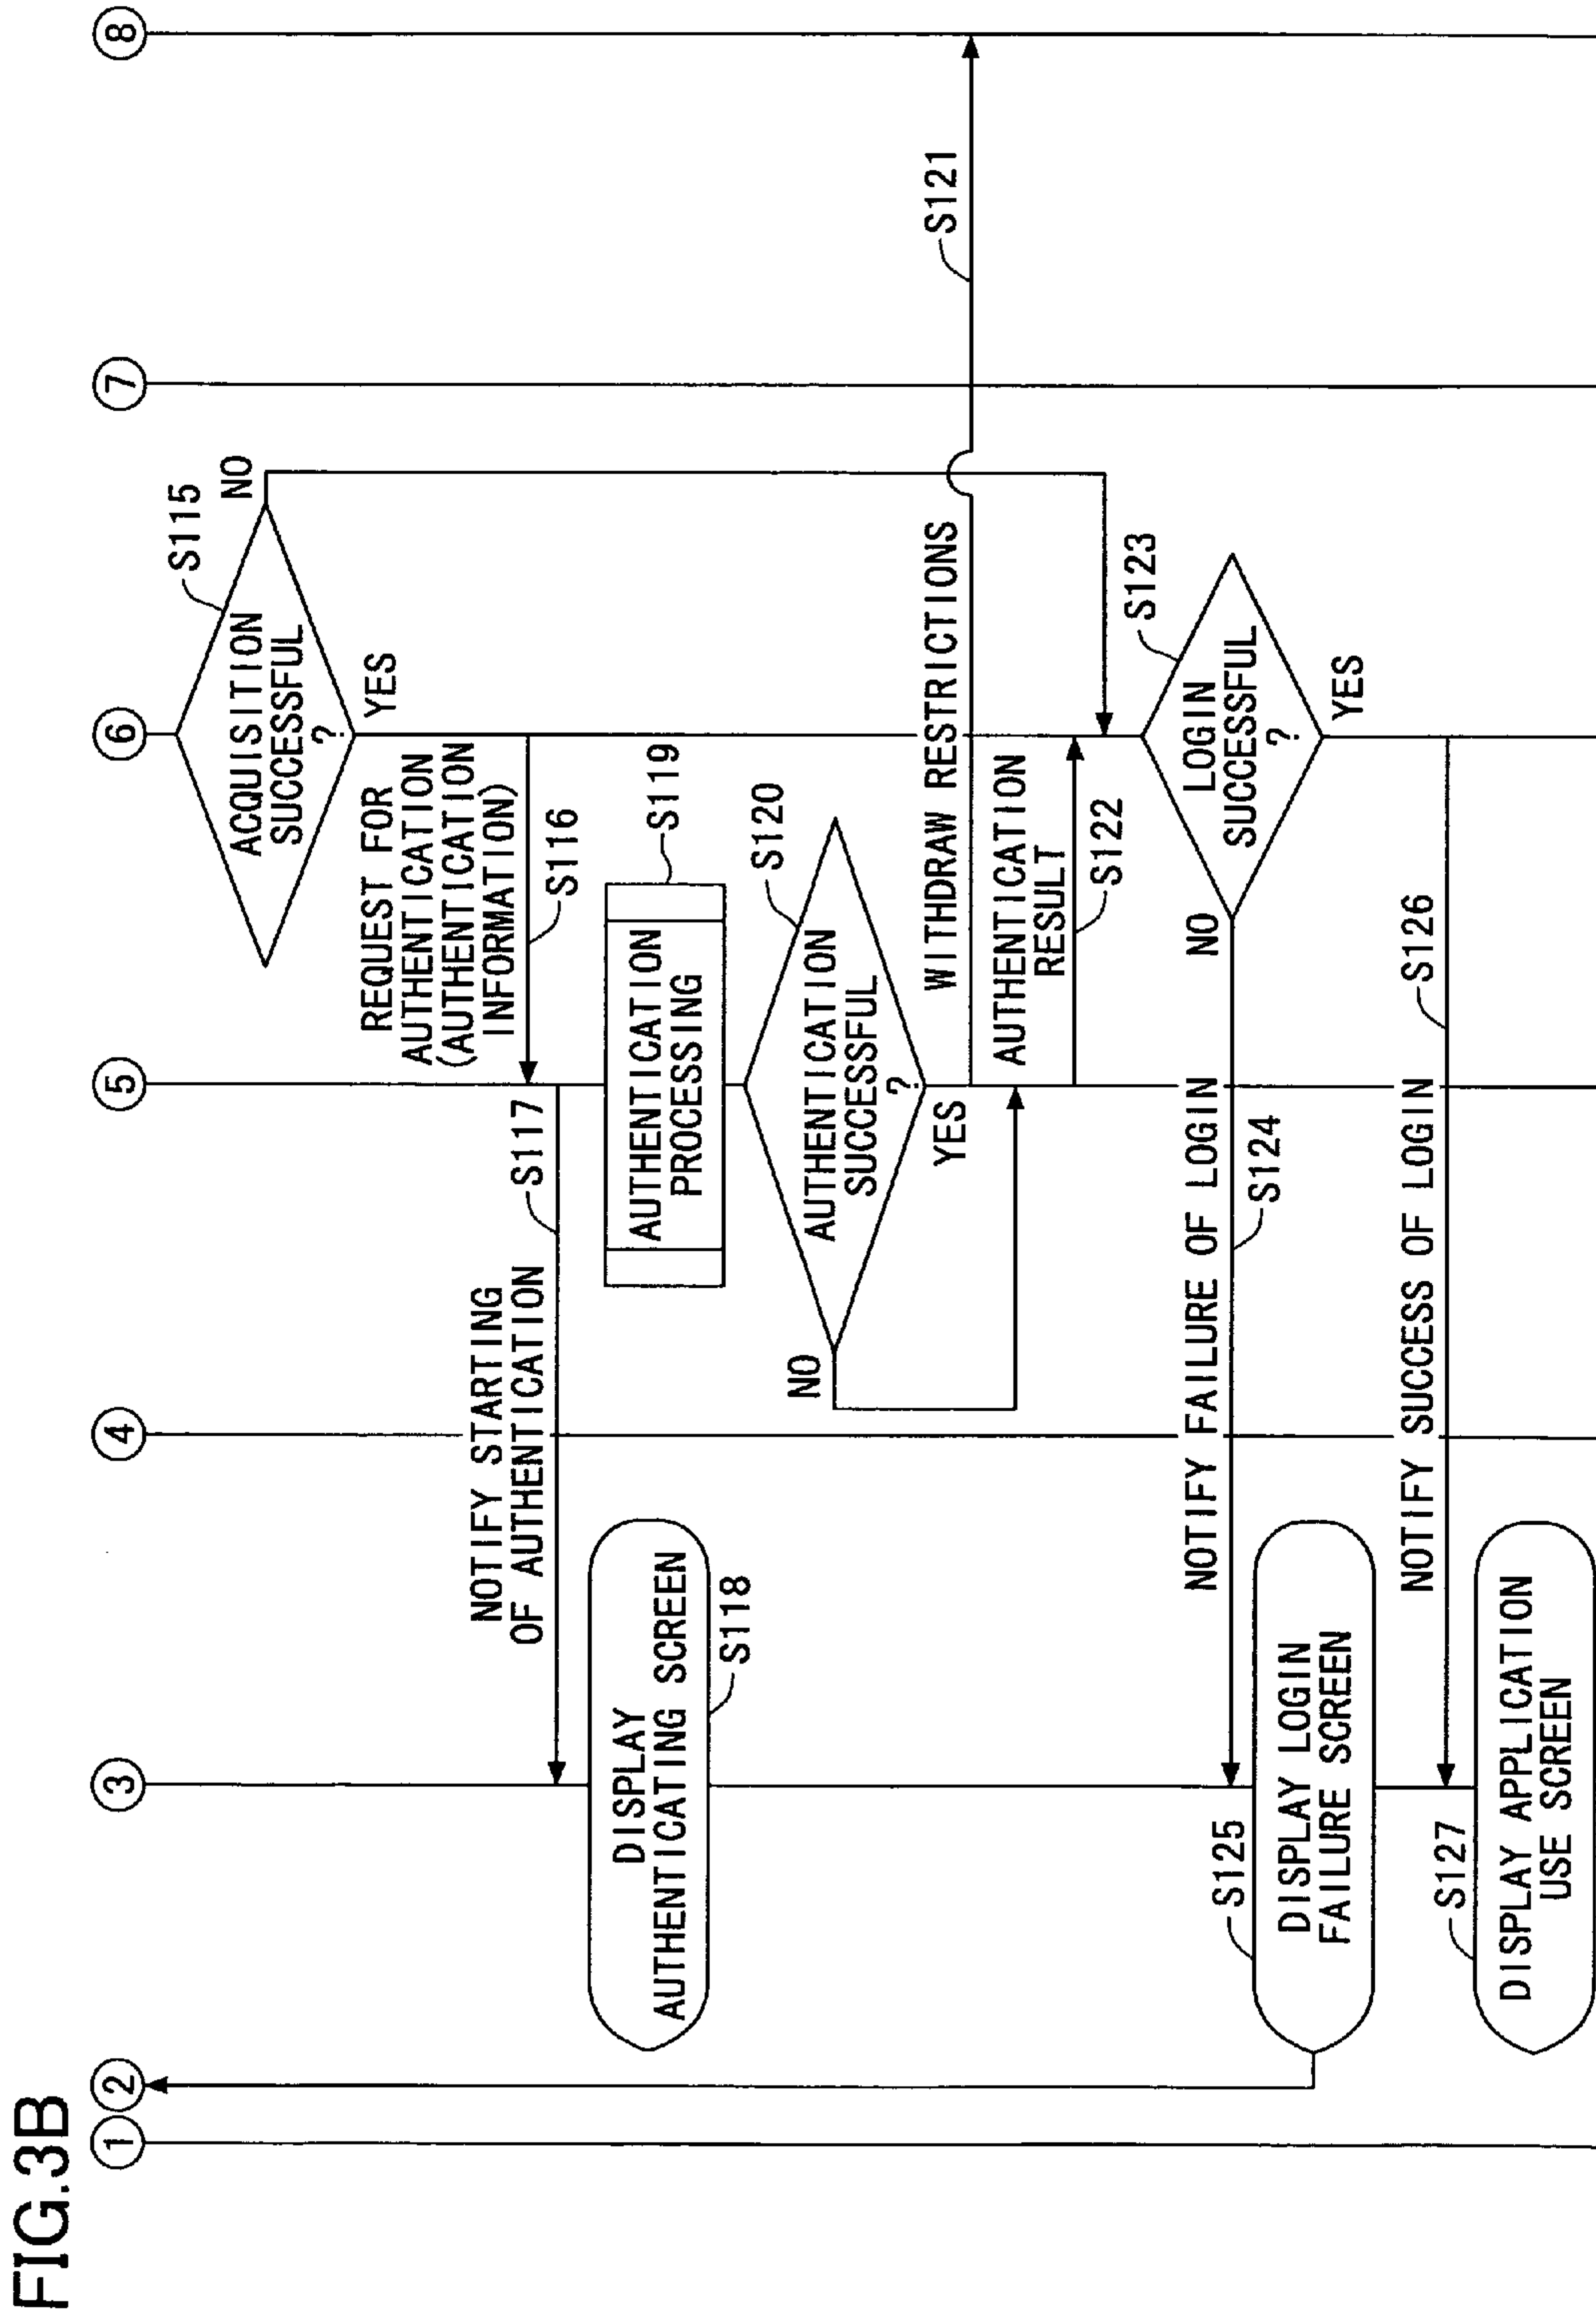 FIG.3B
1
2
3
4
5
6
7
8
ACQUISITION
SUCCESSFUL
?
S115
NO
YES
REQUEST FOR
AUTHENTICATION
(AUTHENTICATION
INFORMATION)
S116
NOTIFY STARTING
OF AUTHENTICATION
S117
DISPLAY
AUTHENTICATING SCREEN
S118
AUTHENTICATION
PROCESSING
S119
AUTHENTICATION
SUCCESSFUL
?
S120
NO
YES
WITHDRAW RESTRICTIONS
S121
AUTHENTICATION
RESULT
S122
LOGIN
SUCCESSFUL
?
S123
NO
YES
NOTIFY FAILURE OF LOGIN
S124
DISPLAY LOGIN
FAILURE SCREEN
S125
NOTIFY SUCCESS OF LOGIN
S126
DISPLAY APPLICATION
USE SCREEN
S127